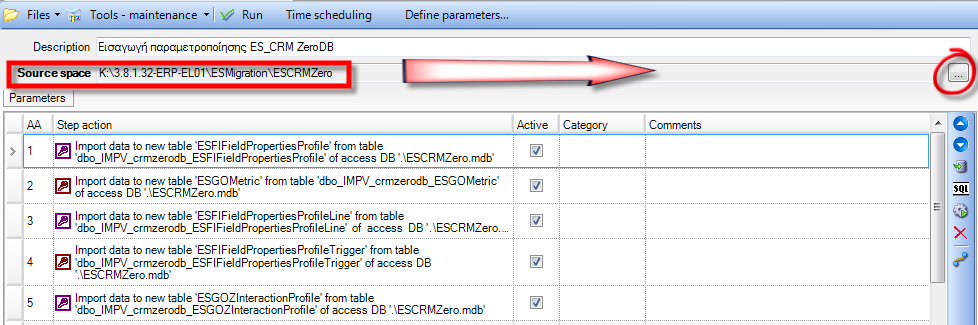 Files Tools - maintenance Run Time scheduling Define parameters...
Description Εισαγωγή παραμετροποίησης ES_CRM ZeroDB
Source space K:\3.8.1.32-ERP-EL01\ESMigration\ESCRMZero ...
Parameters
AA Step action Active Category Comments
1 Import data to new table 'ESFIFieldPropertiesProfile' from table
'dbo_IMPV_crmzerodb_ESFIFieldPropertiesProfile' of access DB '.\ESCRMZero.mdb'
2 Import data to new table 'ESGOMetric' from table 'dbo_IMPV_crmzerodb_ESGOMetric'
of access DB '.\ESCRMZero.mdb'
3 Import data to new table 'ESFIFieldPropertiesProfileLine' from table
'dbo_IMPV_crmzerodb_ESFIFieldPropertiesProfileLine' of access DB '.\ESCRMZero....
4 Import data to new table 'ESFIFieldPropertiesProfileTrigger' from table
'dbo_IMPV_crmzerodb_ESFIFieldPropertiesProfileTrigger' of access DB
'.\ESCRMZero.mdb'
5 Import data to new table 'ESGOZInteractionProfile' from table
'dbo_IMPV_crmzerodb_ESGOZInteractionProfile' of access DB '.\ESCRMZero.mdb'
SQL